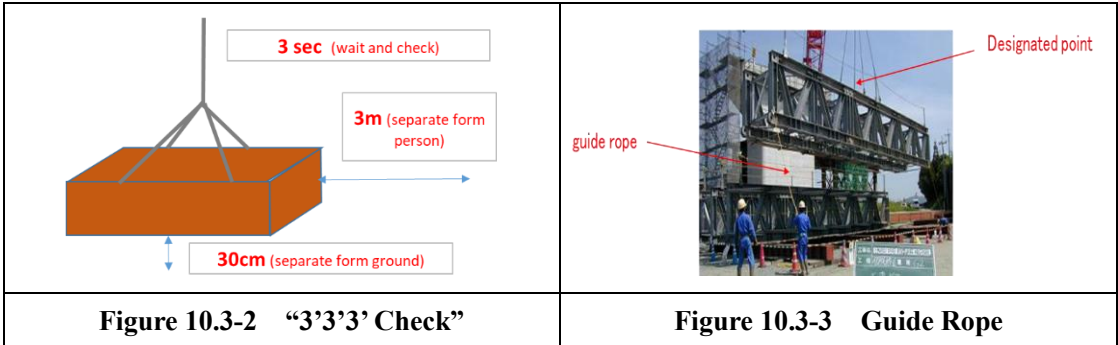 3 sec (wait and check)
3m (separate form
person)
30cm (separate form ground)
Figure 10.3-2 “3’3’3’ Check”
Designated point
guide rope
Figure 10.3-3 Guide Rope